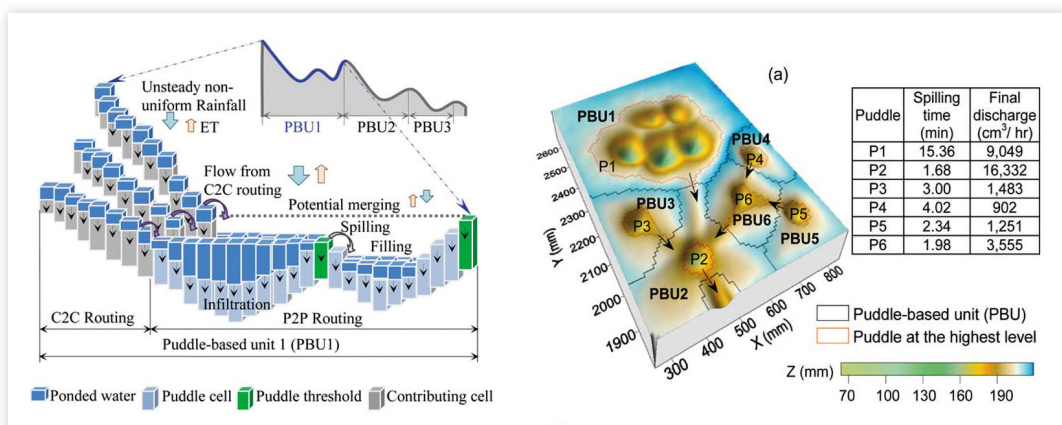 Unsteady non-
uniform Rainfall
ET
PBU1
PBU2
PBU3
Flow from
C2C routing
Potential merging
Spilling
Filling
Infiltration
C2C Routing
P2P Routing
Puddle-based unit 1 (PBU1)
Ponded water
Puddle cell
Puddle threshold
Contributing cell
(a)
PBU1
P1
PBU4
P4
PBU3
P3
P6
PBU6
P5
PBU5
P2
PBU2
2600
2500
2400
2300
2200
2100
2000
1900
Y (mm)
300
400
500
600
700
800
X (mm)
Puddle Spilling time (min) Final discharge (cm³/ hr)
P1 15.36 9,049
P2 1.68 16,332
P3 3.00 1,483
P4 4.02 902
P5 2.34 1,251
P6 1.98 3,555
Puddle-based unit (PBU)
Puddle at the highest level
Z (mm)
70 100 130 160 190